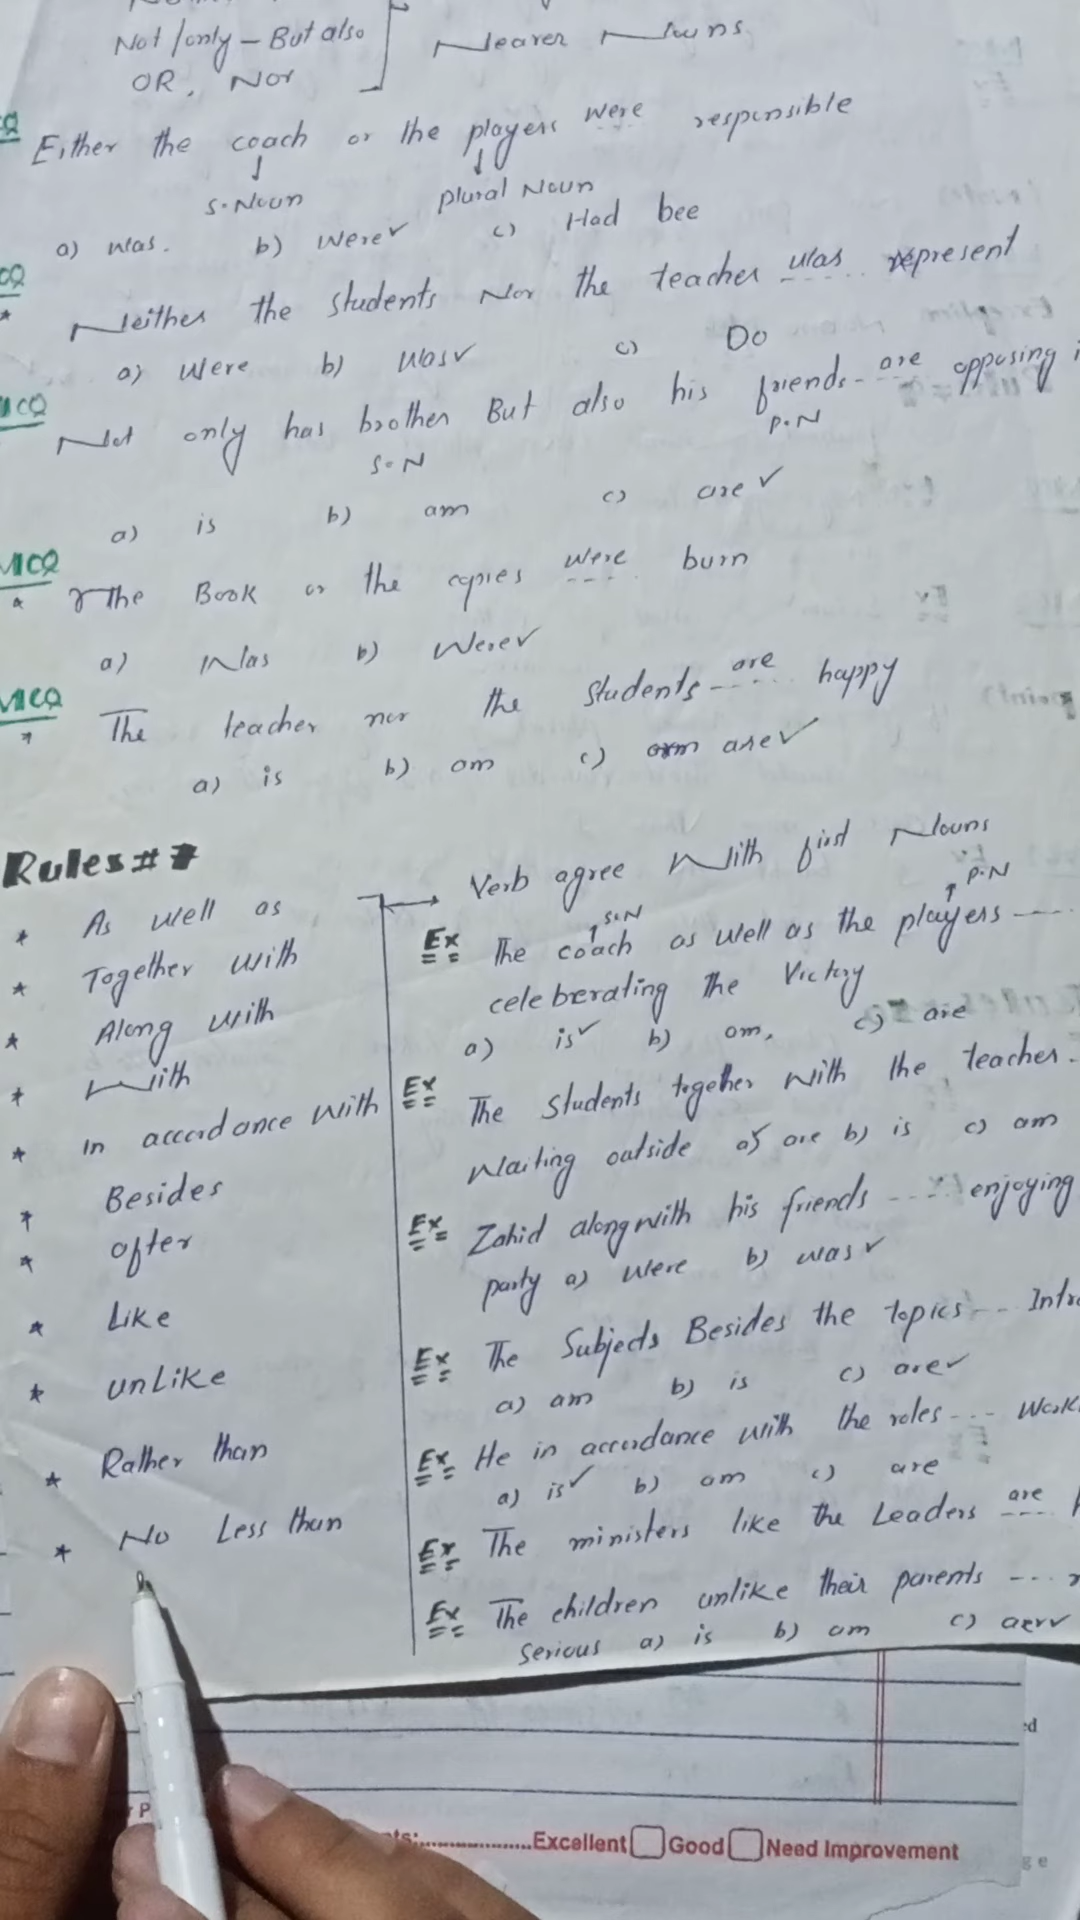 Not/only - But also
OR, Nor
Nearer Nouns
Either the coach or the players were responsible
S.Noun
plural Noun
a) was. b) were✓ c) Had bee
Neither the students Nor the teacher was represent
a) were b) was✓ c) Do
MCQ
Not only has brother But also his friends are opposing
S.N
P.N
a) is b) am c) are✓
MCQ
The Book or the copies were burn
a) Was b) Were✓
MCQ
The teacher nor the students are happy
a) is b) am c) are✓
Rules # 7
* As well as
* Together with
* Along with
* With
* In accordance with
* Besides
* ofter
* Like
* unLike
* Rather than
* No Less than
Verb agree With first Nouns
S.N
P.N
Ex The coach as well as the players ----
celeberating the Victory
a) is✓ b) am, c) are
Ex The students together with the teacher.
Waiting outside a) are b) is c) am
Ex Zahid alongwith his friends ---- enjoying
party a) were b) was✓
Ex The Subjects Besides the topics ---
a) am b) is c) are✓
Ex He in accordance with the roles ---
a) is✓ b) am c) are
Ex The ministers like the Leaders are
Ex The children unlike their parents ---
Serious a) is b) am c) aer✓
ts:....................Excellent Good Need Improvement